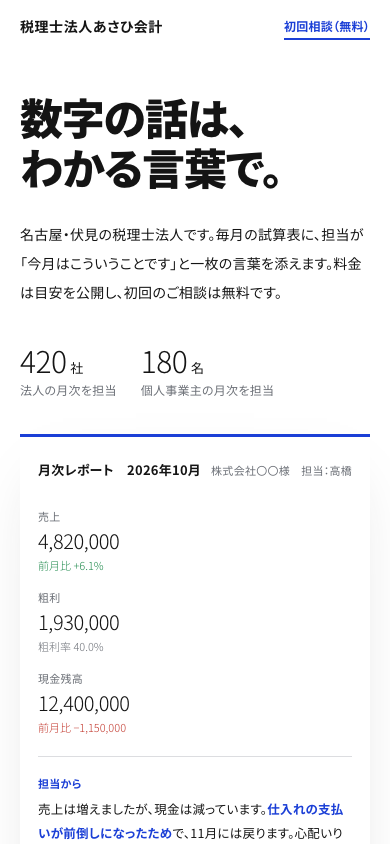 税理士法人あさひ会計
初回相談（無料）
数字の話は、
わかる言葉で。
名古屋・伏見の税理士法人です。毎月の試算表に、担当が
「今月はこういうことです」と一枚の言葉を添えます。料金
は目安を公開し、初回のご相談は無料です。
420 社
法人の月次を担当
180 名
個人事業主の月次を担当
月次レポート　2026年10月
株式会社〇〇様　担当：高橋
売上
4,820,000
前月比 +6.1%
粗利
1,930,000
粗利率 40.0%
現金残高
12,400,000
前月比 −1,150,000
担当から
売上は増えましたが、現金は減っています。仕入れの支払
いが前倒しになったためで、11月には戻ります。心配いり